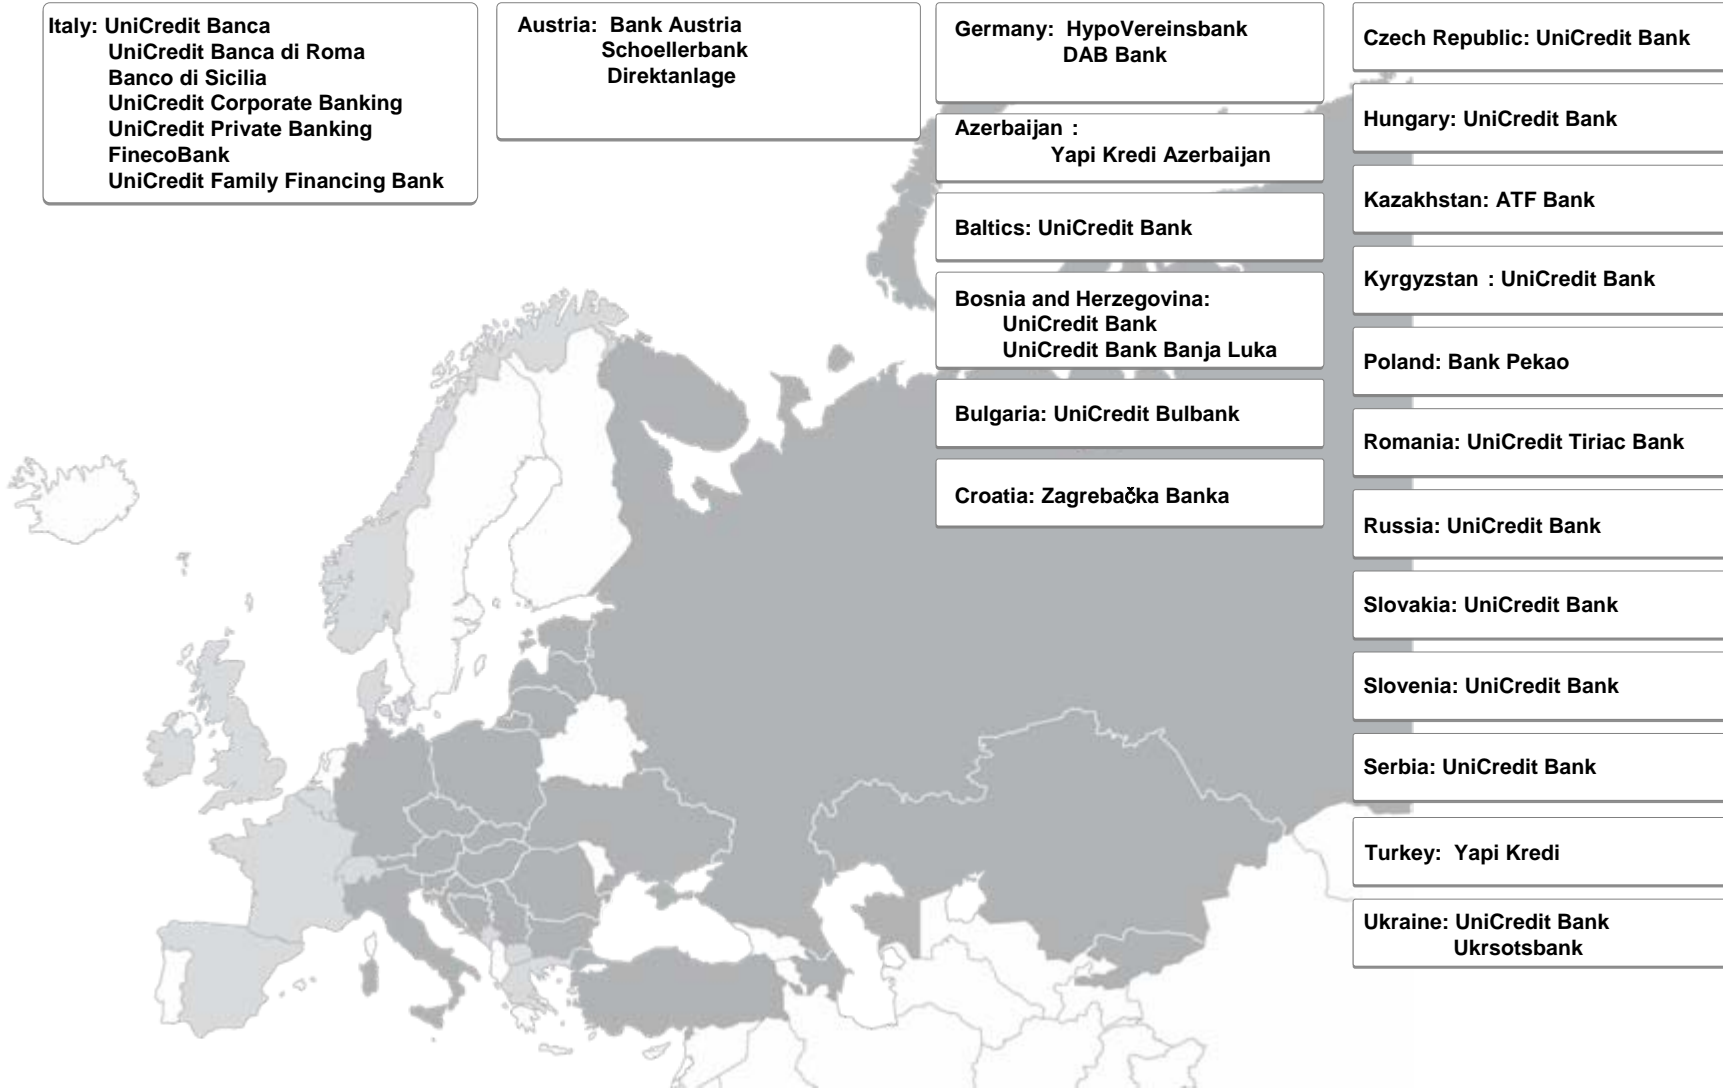 Italy: UniCredit Banca
UniCredit Banca di Roma
Banco di Sicilia
UniCredit Corporate Banking
UniCredit Private Banking
FinecoBank
UniCredit Family Financing Bank
Austria: Bank Austria
Schoellerbank
Direktanlage
Germany: HypoVereinsbank
DAB Bank
Azerbaijan :
Yapi Kredi Azerbaijan
Baltics: UniCredit Bank
Bosnia and Herzegovina:
UniCredit Bank
UniCredit Bank Banja Luka
Bulgaria: UniCredit Bulbank
Croatia: Zagrebačka Banka
Czech Republic: UniCredit Bank
Hungary: UniCredit Bank
Kazakhstan: ATF Bank
Kyrgyzstan : UniCredit Bank
Poland: Bank Pekao
Romania: UniCredit Tiriac Bank
Russia: UniCredit Bank
Slovakia: UniCredit Bank
Slovenia: UniCredit Bank
Serbia: UniCredit Bank
Turkey: Yapi Kredi
Ukraine: UniCredit Bank
Ukrsotsbank